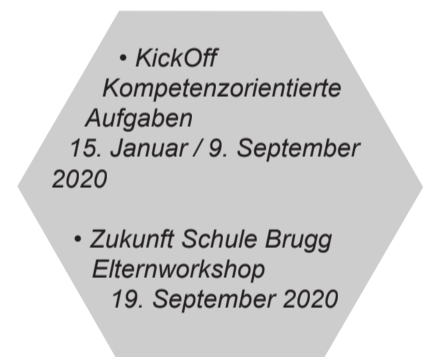 • KickOff
Kompetenzorientierte
Aufgaben
15. Januar / 9. September
2020
• Zukunft Schule Brugg
Elternworkshop
19. September 2020